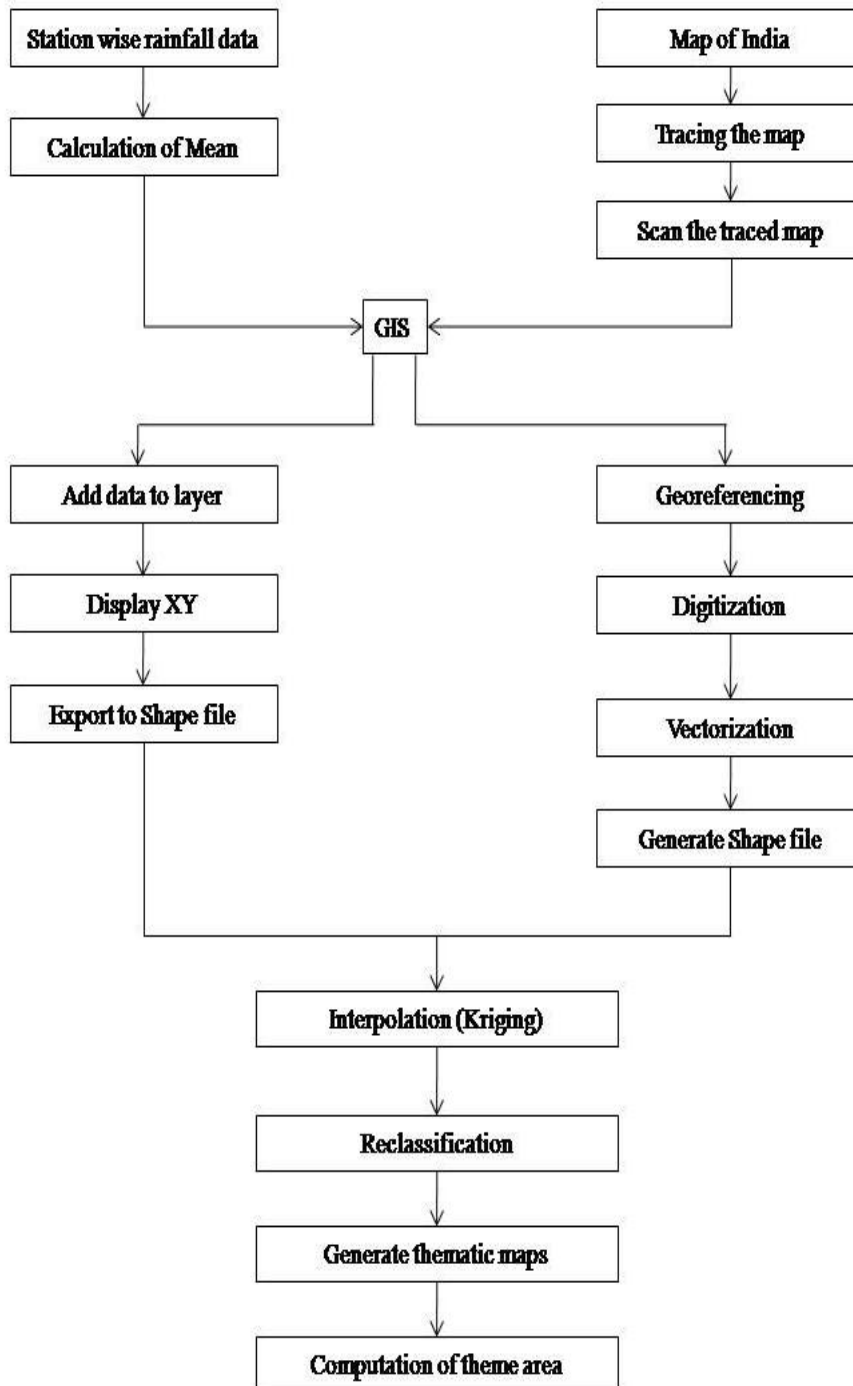 Station wise rainfall data
Map of India
Calculation of Mean
Tracing the map
Scan the traced map
GIS
Add data to layer
Georeferencing
Display XY
Digitization
Export to Shape file
Vectorization
Generate Shape file
Interpolation (Kriging)
Reclassification
Generate thematic maps
Computation of theme area